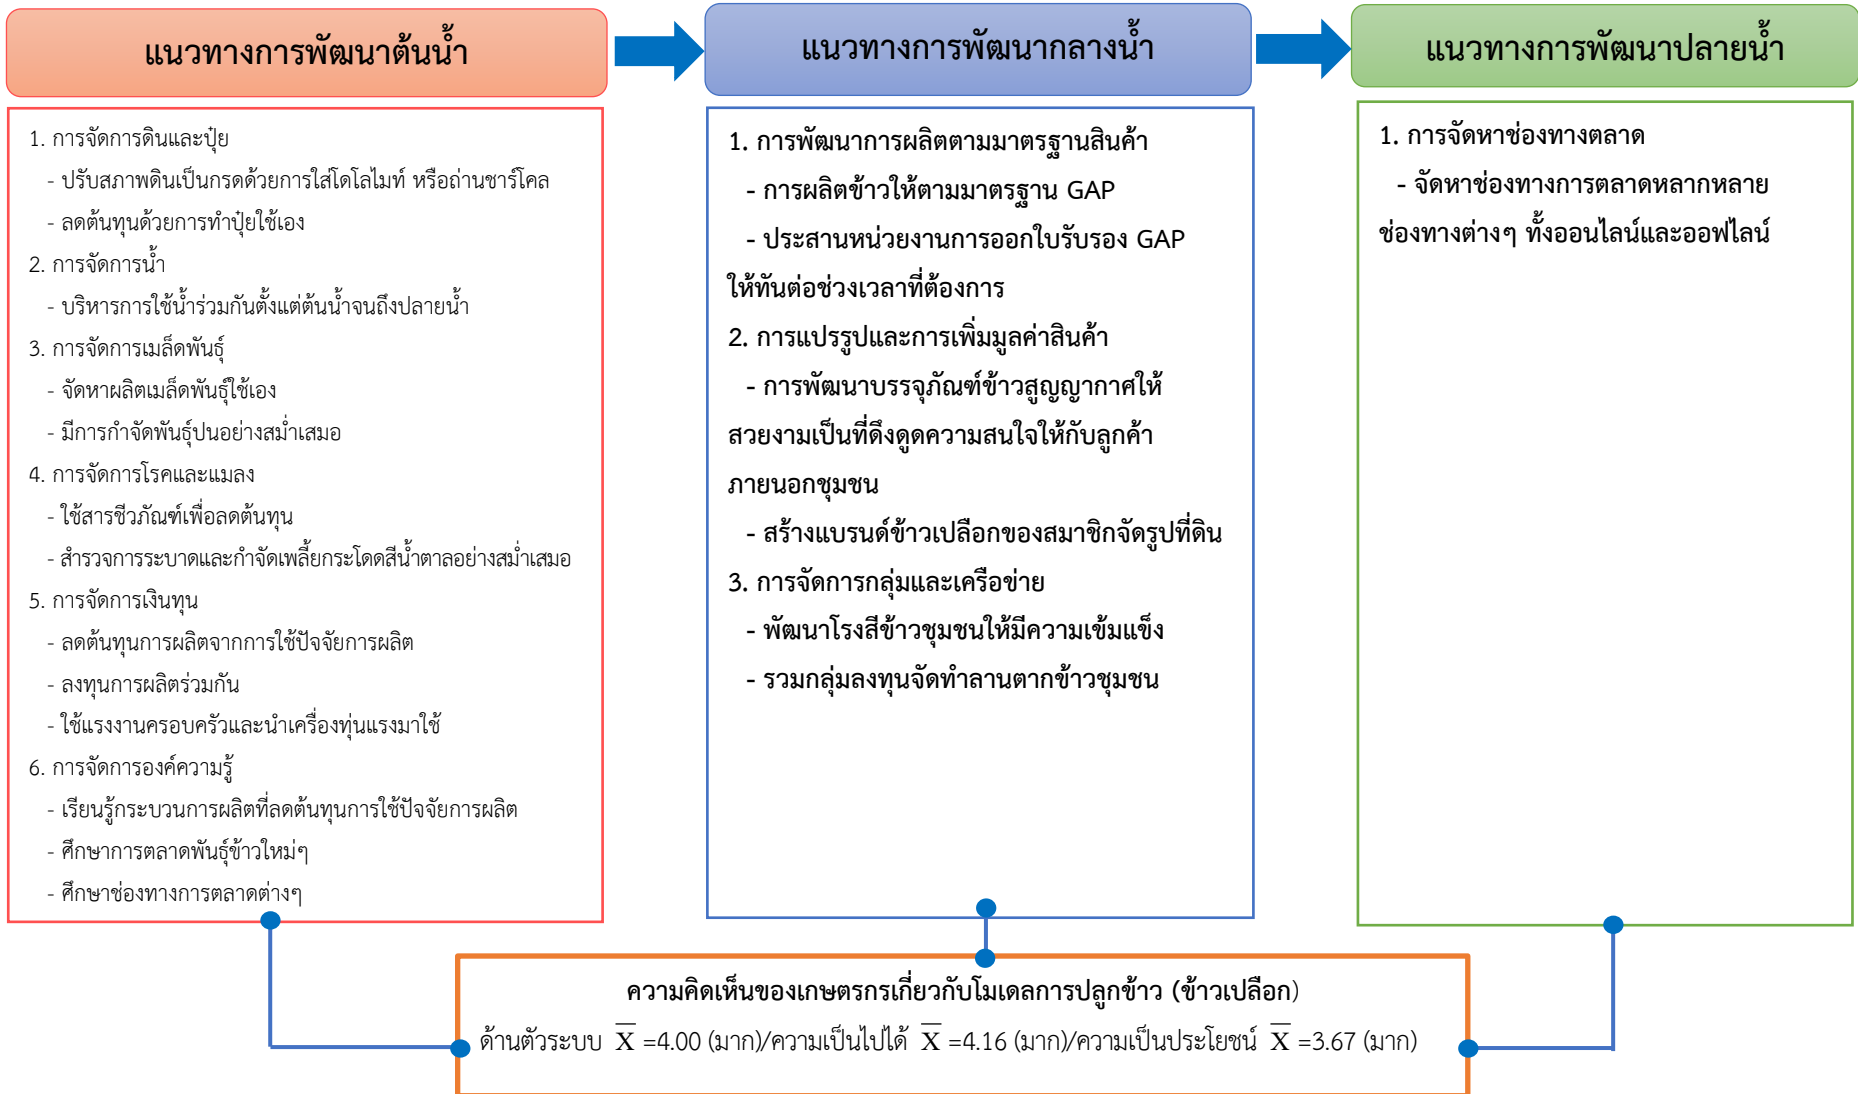 แนวทางการพัฒนาต้นน้ำ
แนวทางการพัฒนากลางน้ำ
แนวทางการพัฒนาปลายน้ำ
1. การจัดการดินและปุ๋ย
- ปรับสภาพดินเป็นกรดด้วยการใส่โดโลไมท์ หรือถ่านชาร์โคล
- ลดต้นทุนด้วยการทำปุ๋ยใช้เอง
2. การจัดการน้ำ
- บริหารการใช้น้ำร่วมกันตั้งแต่ต้นน้ำจนถึงปลายน้ำ
3. การจัดการเมล็ดพันธุ์
- จัดหาผลิตเมล็ดพันธุ์ใช้เอง
- มีการกำจัดพันธุ์ปนอย่างสม่ำเสมอ
4. การจัดการโรคและแมลง
- ใช้สารชีวภัณฑ์เพื่อลดต้นทุน
- สำรวจการระบาดและกำจัดเพลี้ยกระโดดสีน้ำตาลอย่างสม่ำเสมอ
5. การจัดการเงินทุน
- ลดต้นทุนการผลิตจากการใช้ปัจจัยการผลิต
- ลงทุนการผลิตร่วมกัน
- ใช้แรงงานครอบครัวและนำเครื่องทุ่นแรงมาใช้
6. การจัดการองค์ความรู้
- เรียนรู้กระบวนการผลิตที่ลดต้นทุนการใช้ปัจจัยการผลิต
- ศึกษาการตลาดพันธุ์ข้าวใหม่ๆ
- ศึกษาช่องทางการตลาดต่างๆ
1. การพัฒนาการผลิตตามมาตรฐานสินค้า
- การผลิตข้าวให้ตามมาตรฐาน GAP
- ประสานหน่วยงานการออกใบรับรอง GAP
ให้ทันต่อช่วงเวลาที่ต้องการ
2. การแปรรูปและการเพิ่มมูลค่าสินค้า
- การพัฒนาบรรจุภัณฑ์ข้าวสูญญากาศให้
สวยงามเป็นที่ดึงดูดความสนใจให้กับลูกค้า
ภายนอกชุมชน
- สร้างแบรนด์ข้าวเปลือกของสมาชิกจัดรูปที่ดิน
3. การจัดการกลุ่มและเครือข่าย
- พัฒนาโรงสีข้าวชุมชนให้มีความเข้มแข็ง
- รวมกลุ่มลงทุนจัดทำลานตากข้าวชุมชน
1. การจัดหาช่องทางตลาด
- จัดหาช่องทางการตลาดหลากหลาย
ช่องทางต่างๆ ทั้งออนไลน์และออฟไลน์
ความคิดเห็นของเกษตรกรเกี่ยวกับโมเดลการปลูกข้าว (ข้าวเปลือก)
ด้านตัวระบบ X̅ =4.00 (มาก)/ความเป็นไปได้ X̅ =4.16 (มาก)/ความเป็นประโยชน์ X̅ =3.67 (มาก)